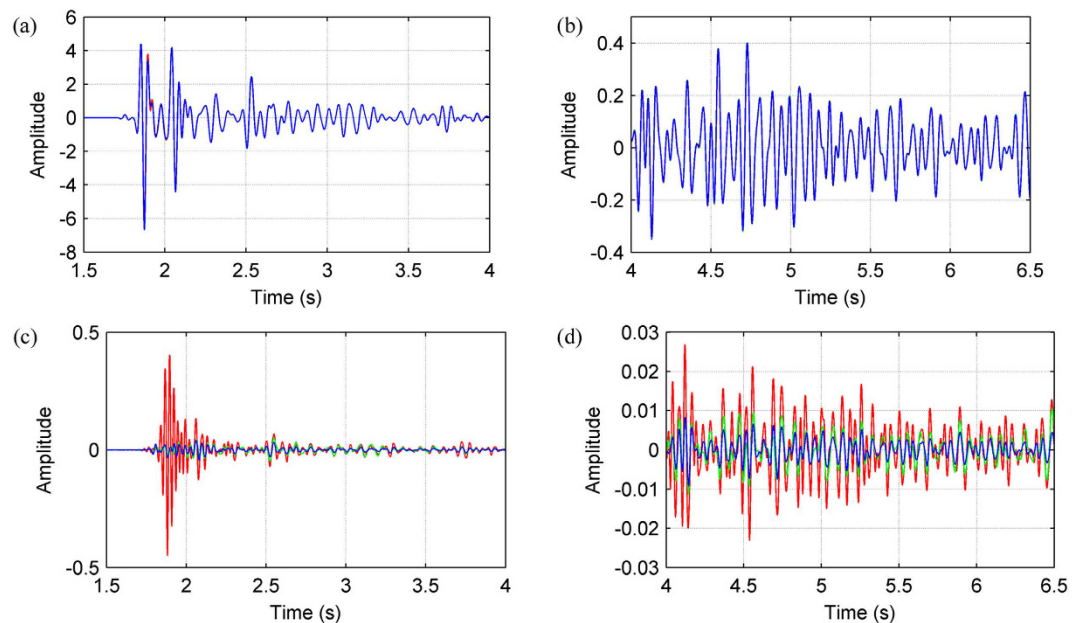 (a)
Amplitude
6
4
2
0
-2
-4
-6
-8
1.5 2 2.5 3 3.5 4
Time (s)
(b)
Amplitude
0.4
0.2
0
-0.2
-0.4
4 4.5 5 5.5 6 6.5
Time (s)
(c)
Amplitude
0.5
0
-0.5
1.5 2 2.5 3 3.5 4
Time (s)
(d)
Amplitude
0.03
0.02
0.01
0
-0.01
-0.02
-0.03
4 4.5 5 5.5 6 6.5
Time (s)